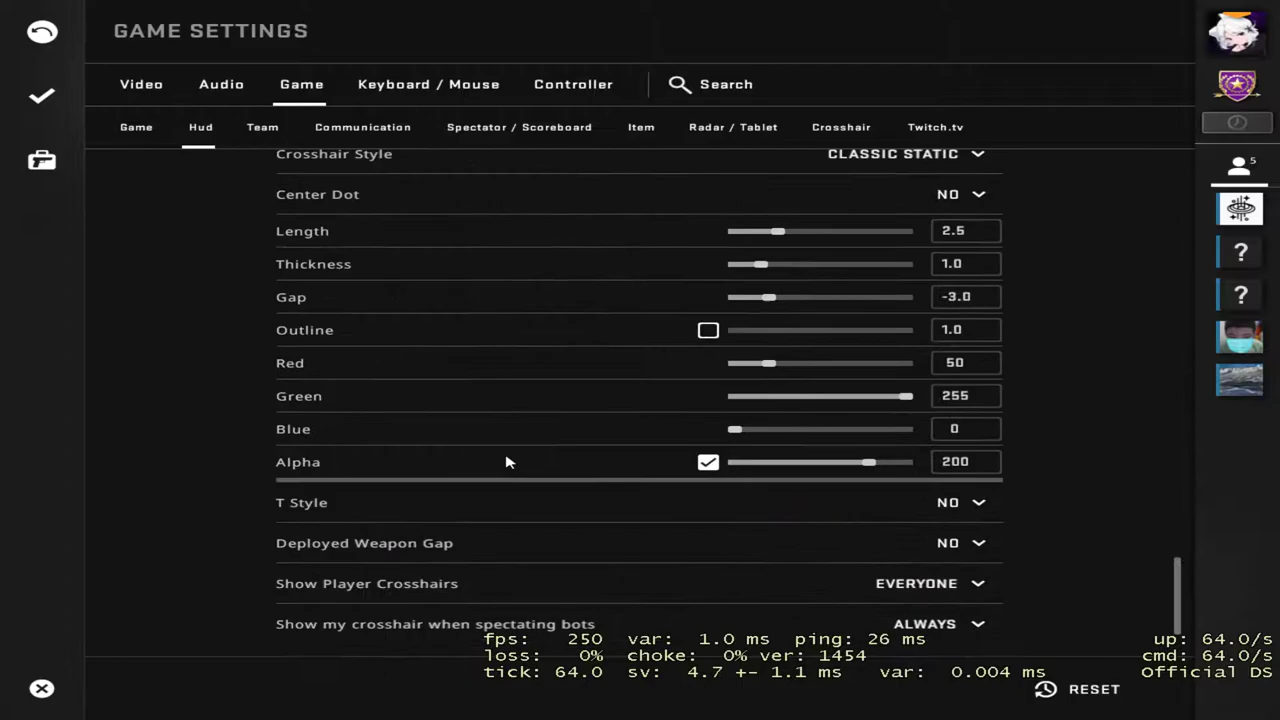 GAME SETTINGS
Video Audio Game Keyboard / Mouse Controller Search
Game Hud Team Communication Spectator / Scoreboard Item Radar / Tablet Crosshair Twitch.tv
Crosshair Style CLASSIC STATIC
Center Dot NO
Length 2.5
Thickness 1.0
Gap -3.0
Outline 1.0
Red 50
Green 255
Blue 0
Alpha 200
T Style NO
Deployed Weapon Gap NO
Show Player Crosshairs EVERYONE
Show my crosshair when spectating bots ALWAYS
fps: 250 var: 1.0 ms ping: 26 ms up: 64.0/s
loss: 0% choke: 0% ver: 1454 cmd: 64.0/s
tick: 64.0 sv: 4.7 +- 1.1 ms var: 0.004 ms Official DS
RESET
5
?
?